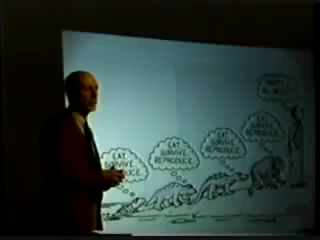 EAT.
SURVIVE.
REPRODUCE.
EAT.
SURVIVE.
REPRODUCE.
EAT.
SURVIVE.
REPRODUCE.
EAT.
SURVIVE.
REPRODUCE.
WHAT'S
IT ALL